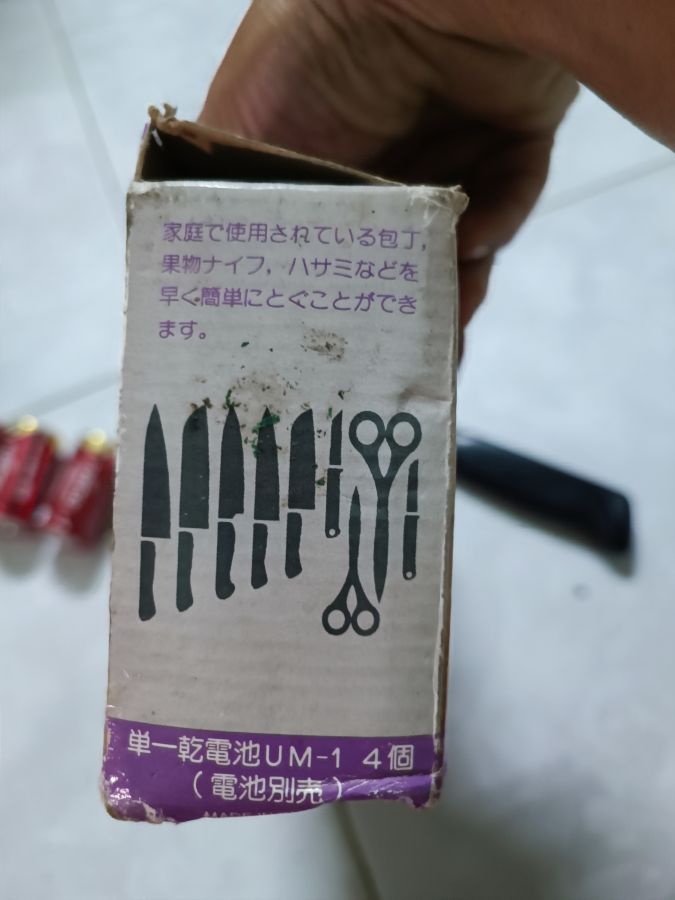 家庭で使用されている包丁,
果物ナイフ, ハサミなどを
早く簡単にとぐことができ
ます。
単一乾電池UM-1 4個
(電池別売)